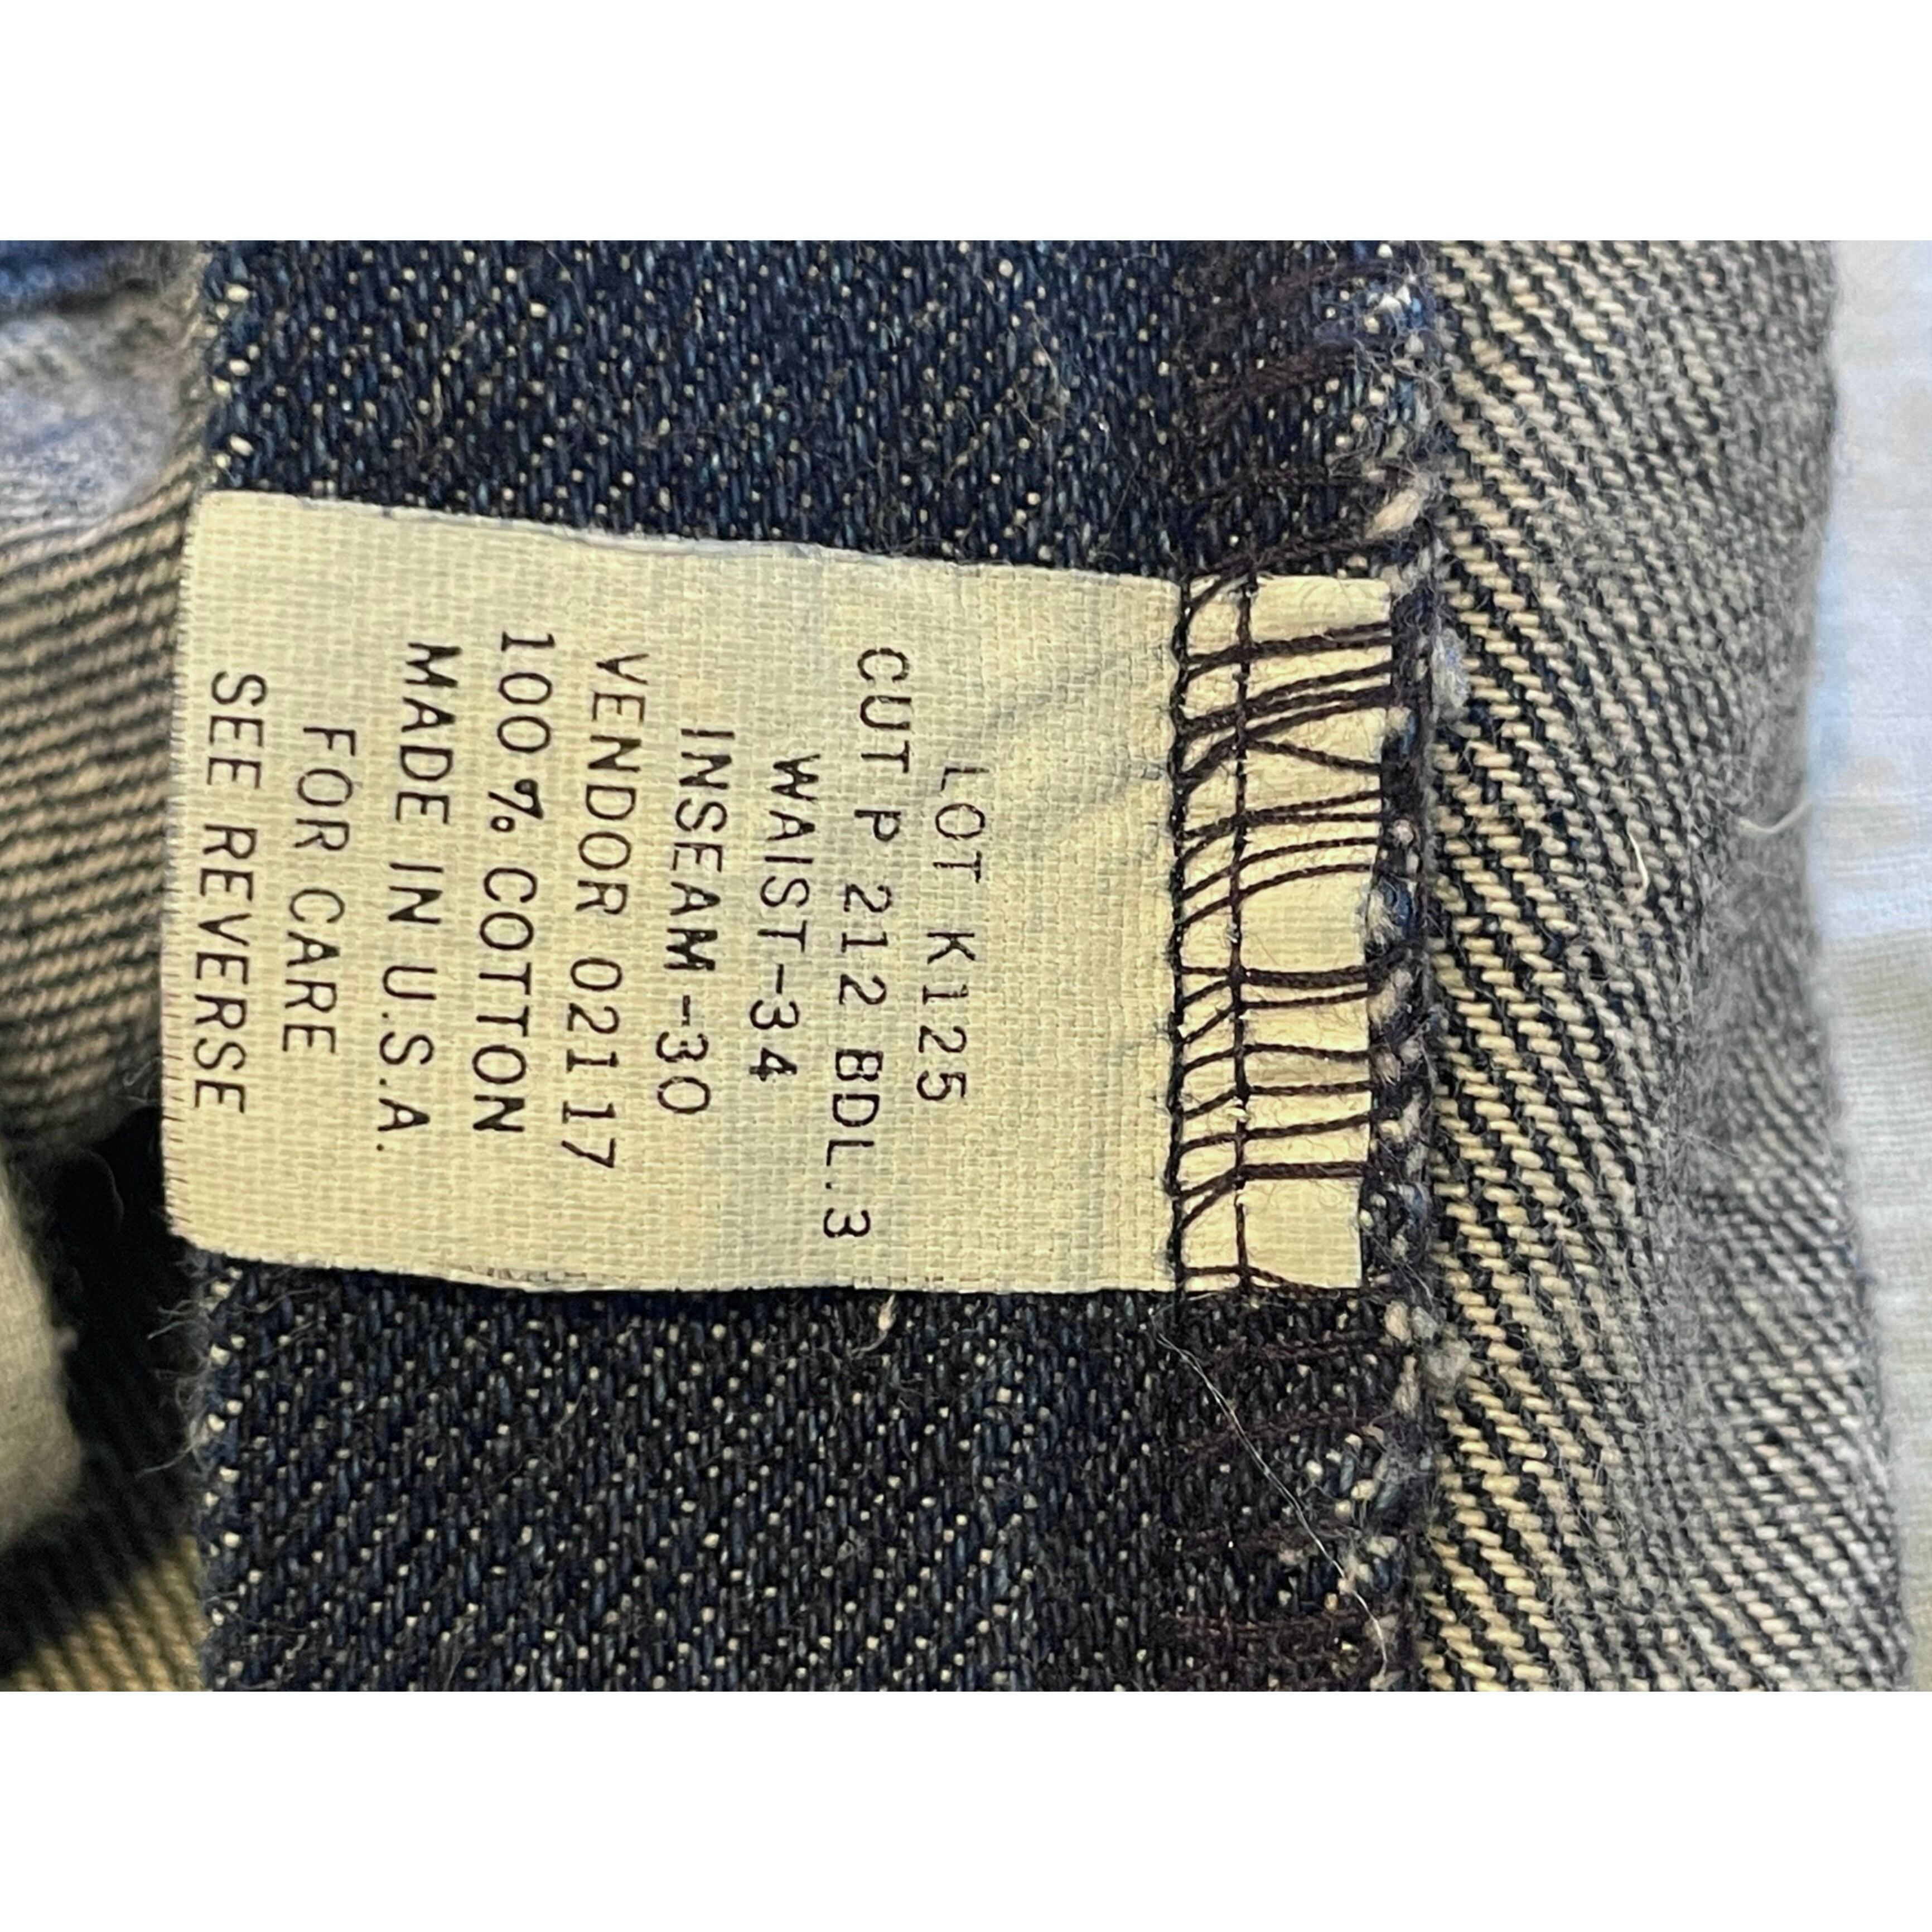 LOT K125
CUT P 212 BDL.3
WAIST-34
INSEAM-30
VENDOR 02117
100% COTTON
MADE IN U.S.A.
FOR CARE
SEE REVERSE